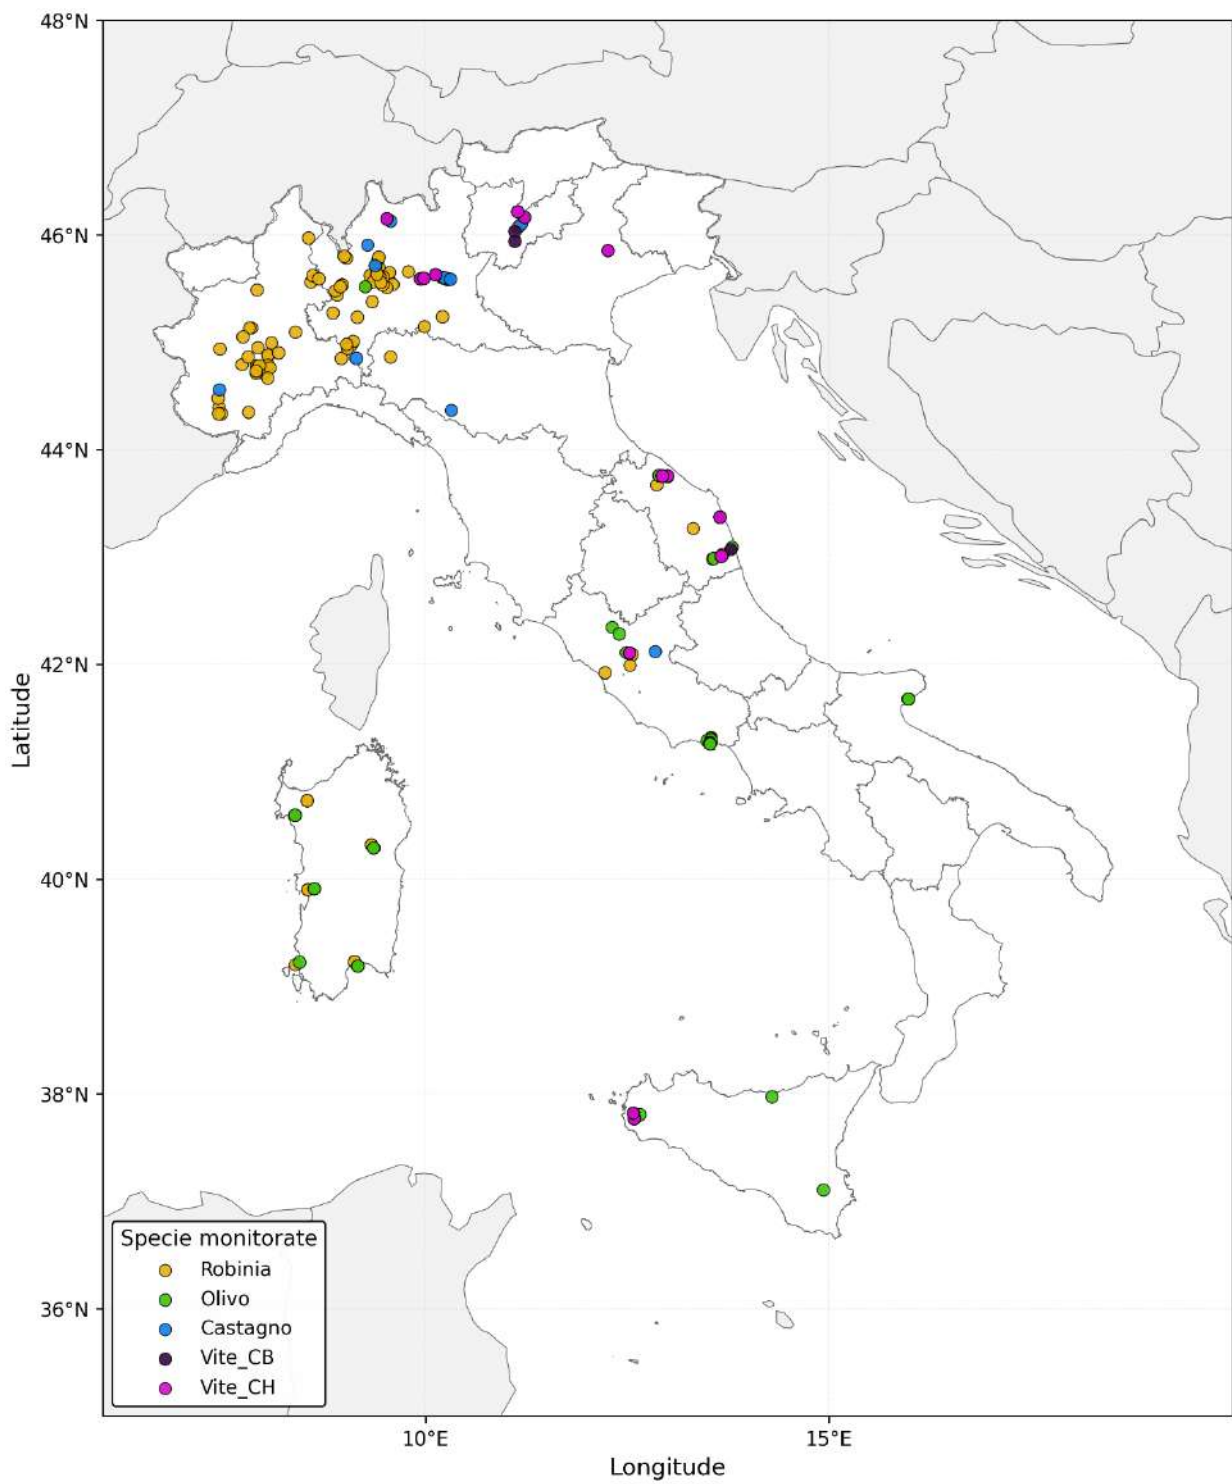 48°N
46°N
44°N
42°N
40°N
38°N
36°N
Latitude
Specie monitorate
Robinia
Olivo
Castagno
Vite_CB
Vite_CH
10°E
15°E
Longitude